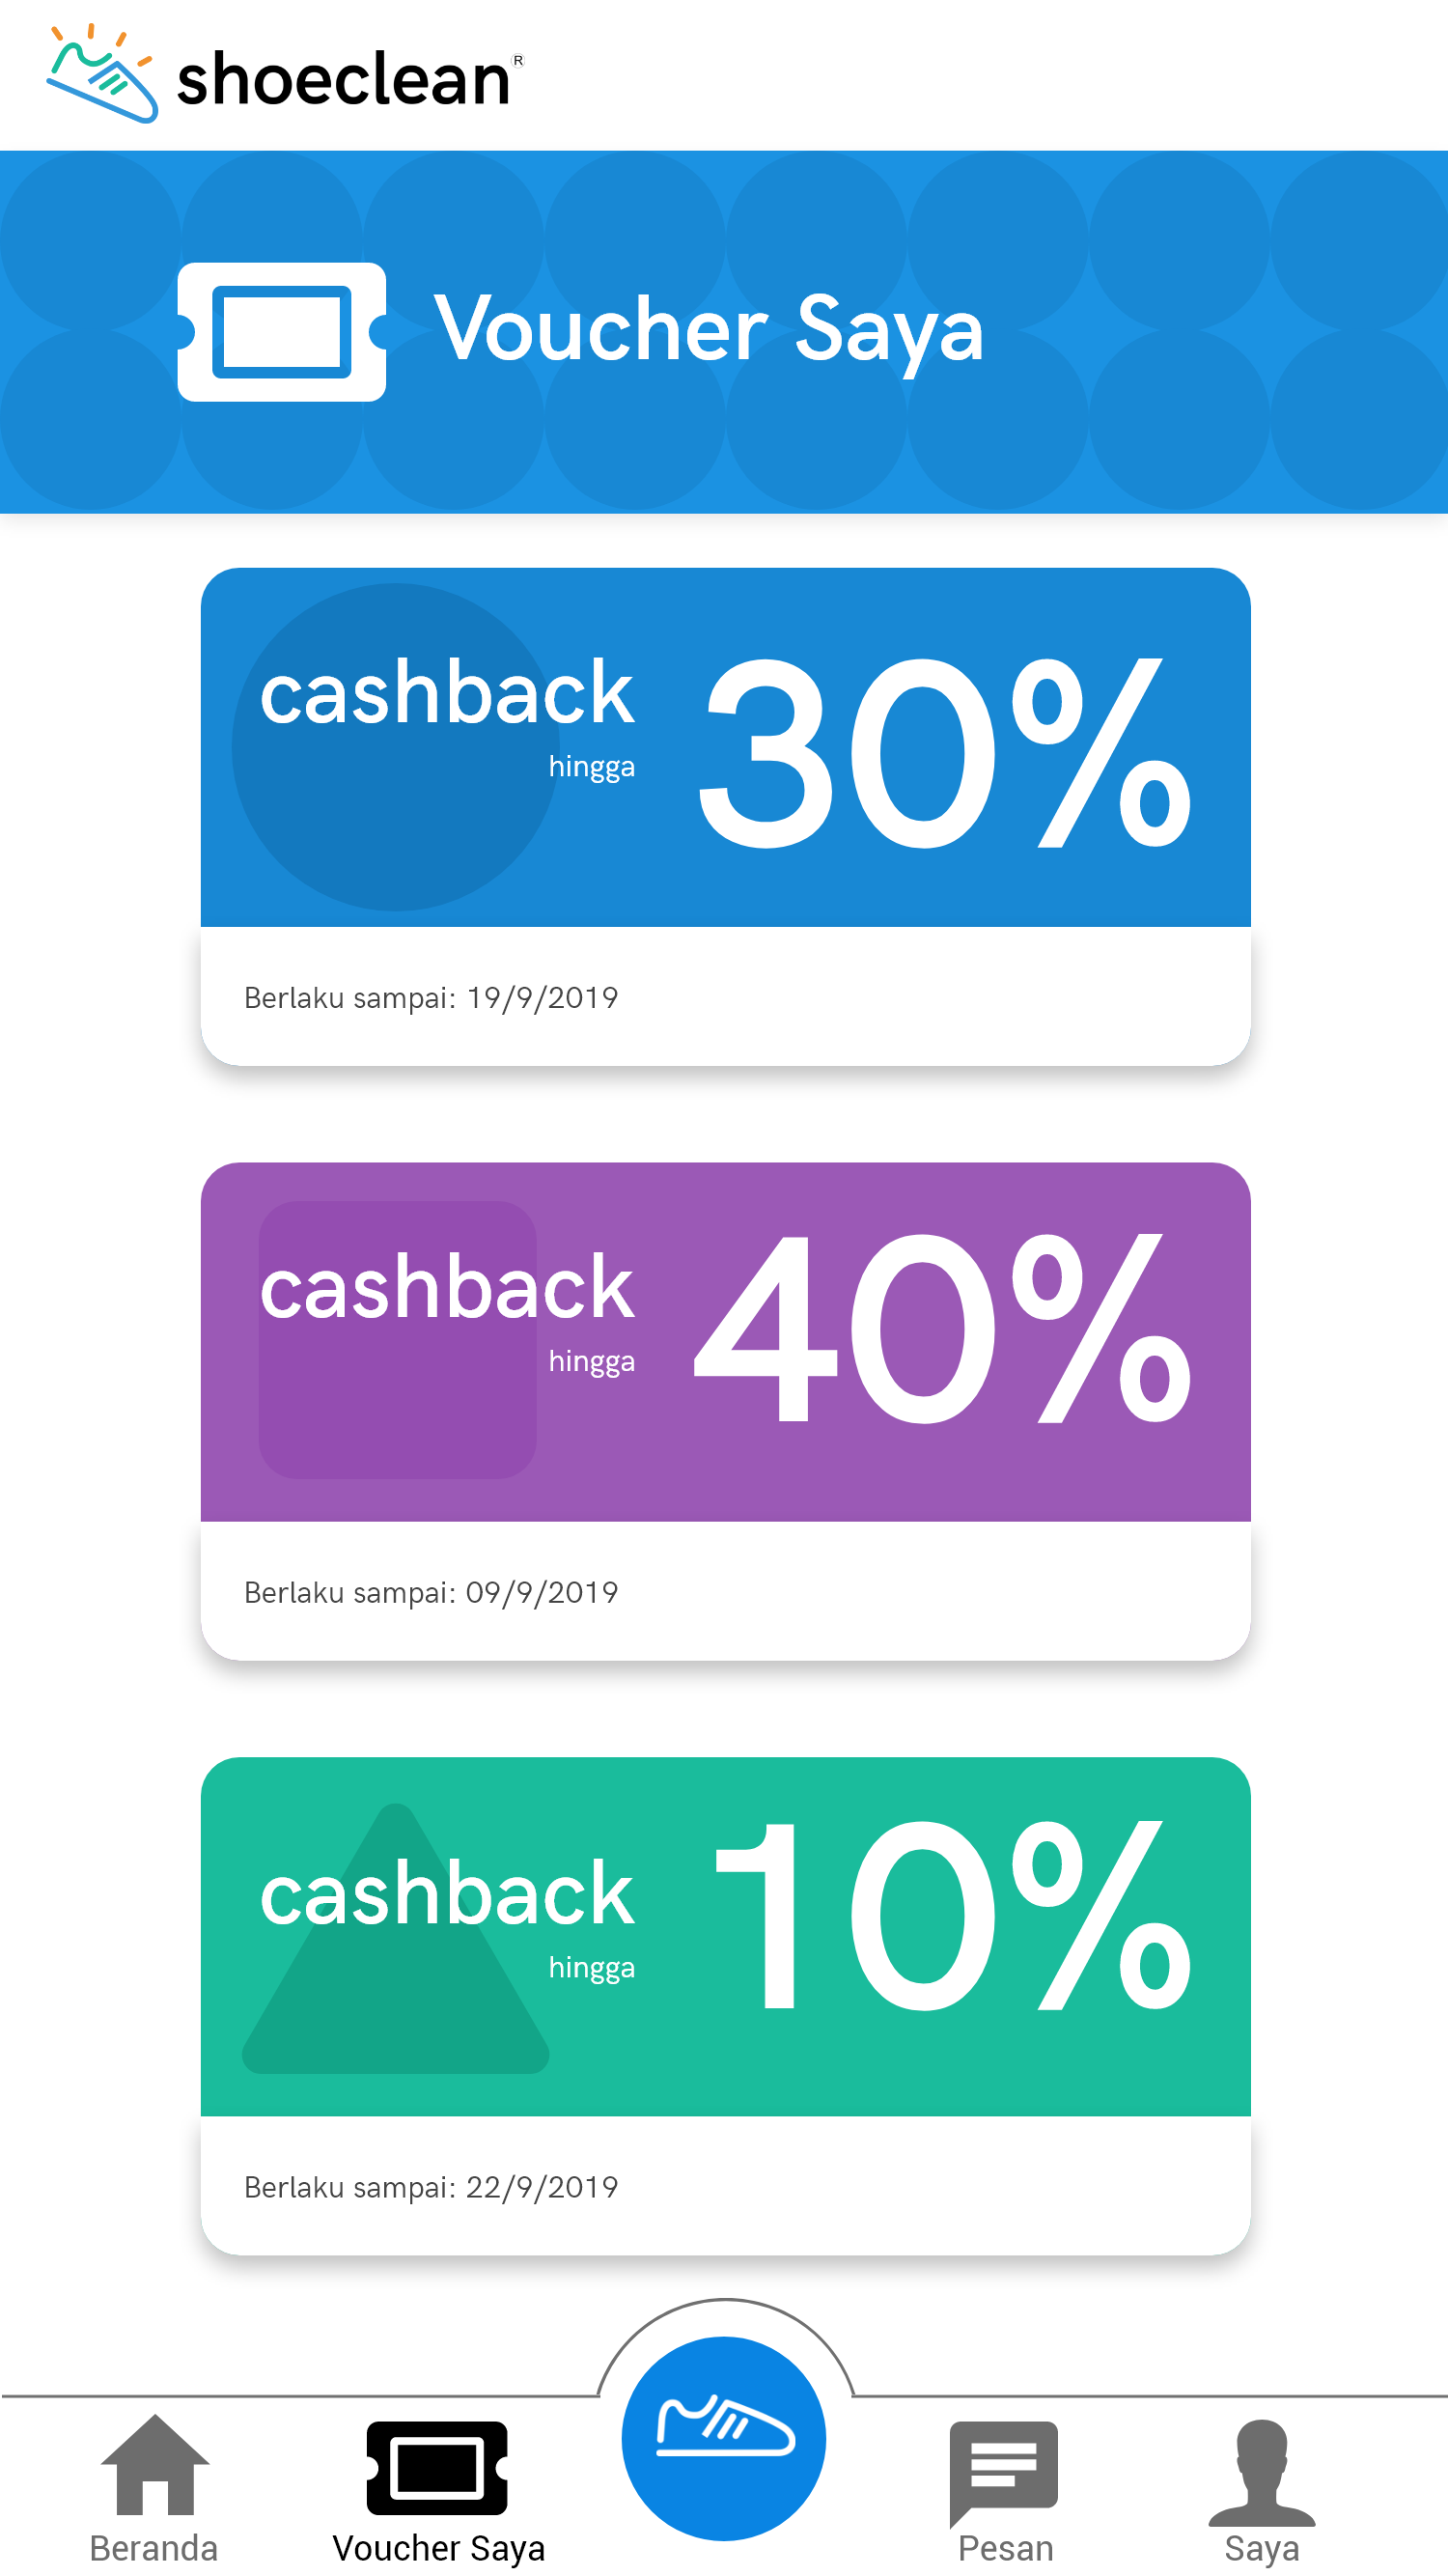 shoeclean®
Voucher Saya
cashback
hingga
30%
Berlaku sampai: 19/9/2019
cashback
hingga
40%
Berlaku sampai: 09/9/2019
cashback
hingga
10%
Berlaku sampai: 22/9/2019
Beranda
Voucher Saya
Pesan
Saya